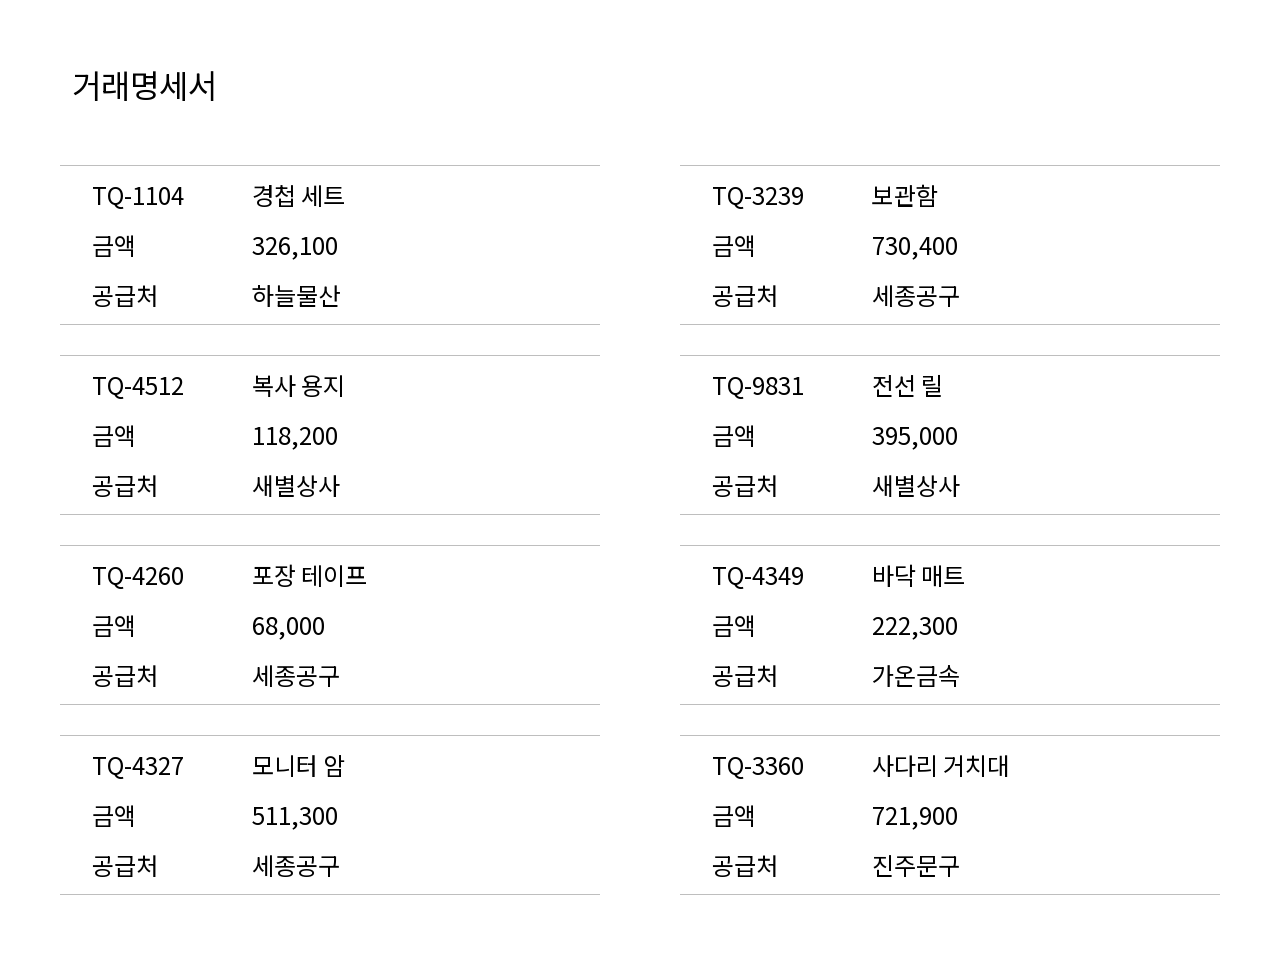 거래명세서
TQ-1104 경첩 세트
금액 326,100
공급처 하늘물산
TQ-4512 복사 용지
금액 118,200
공급처 새별상사
TQ-4260 포장 테이프
금액 68,000
공급처 세종공구
TQ-4327 모니터 암
금액 511,300
공급처 세종공구
TQ-3239 보관함
금액 730,400
공급처 세종공구
TQ-9831 전선 릴
금액 395,000
공급처 새별상사
TQ-4349 바닥 매트
금액 222,300
공급처 가온금속
TQ-3360 사다리 거치대
금액 721,900
공급처 진주문구